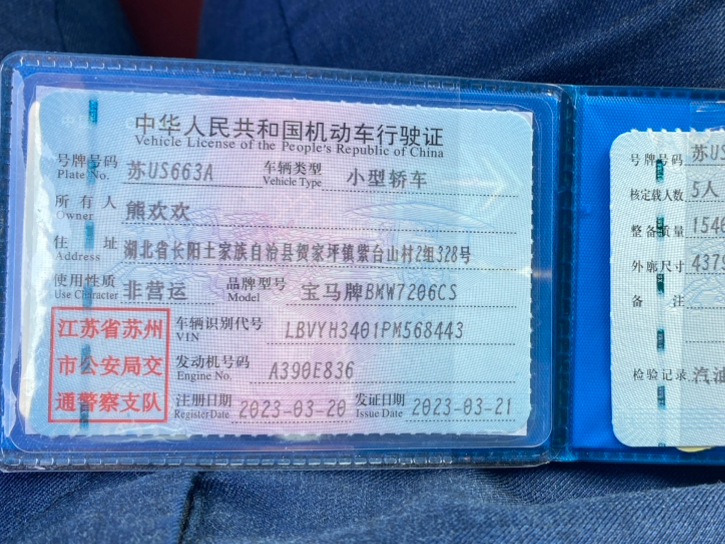 中华人民共和国机动车行驶证
Vehicle License of the People's Republic of China
号牌号码 苏US663A 车辆类型 小型轿车
Plate No. Vehicle Type
所有人 熊欢欢
Owner
住址 湖北省长阳土家族自治县贺家坪镇紫台山村2组328号
Address
使用性质 非营运 品牌型号 宝马牌BMW7206CS
Use Character Model
江苏省苏州
市公安局交
通警察支队
车辆识别代号 LBVYH3401PM568443
VIN
发动机号码 A390E836
Engine No.
注册日期 2023-03-20 发证日期 2023-03-21
Register Date Issue Date
号牌号码 苏US
核定载人数 5人
整备质量 1546
外廓尺寸 4379
备注
检验记录 汽油